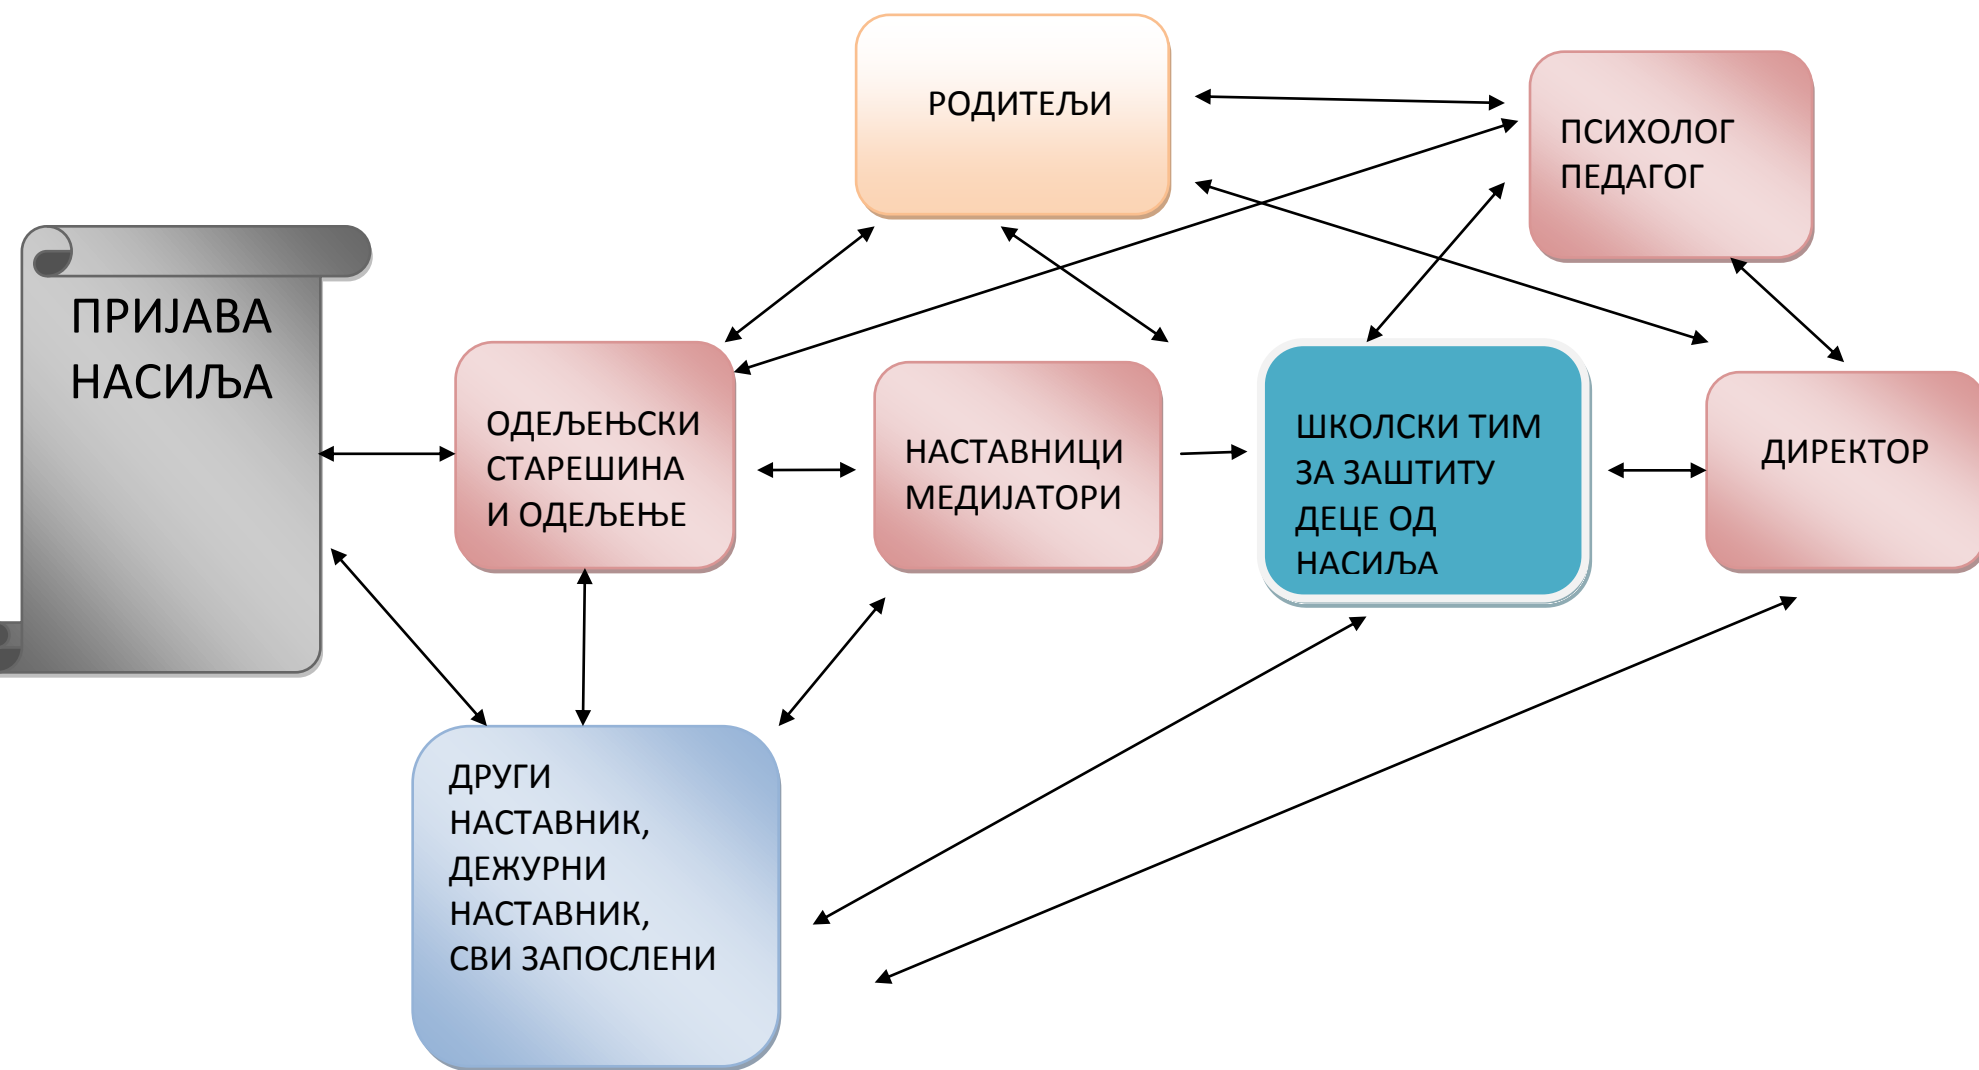 РОДИТЕЉИ
ПСИХОЛОГ
ПЕДАГОГ
ПРИЈАВА
НАСИЉА
ОДЕЉЕЊСКИ
СТАРЕШИНА
И ОДЕЉЕЊЕ
НАСТАВНИЦИ
МЕДИЈАТОРИ
ШКОЛСКИ ТИМ
ЗА ЗАШТИТУ
ДЕЦЕ ОД
НАСИЉА
ДИРЕКТОР
ДРУГИ
НАСТАВНИК,
ДЕЖУРНИ
НАСТАВНИК,
СВИ ЗАПОСЛЕНИ